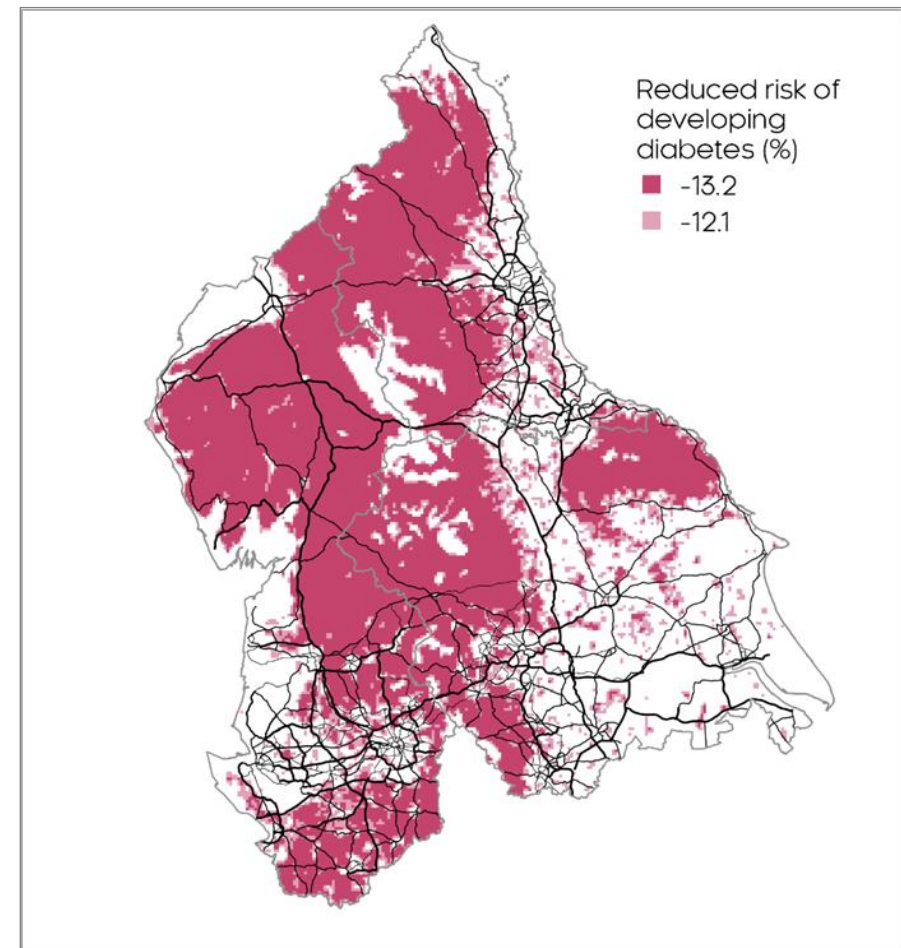 Reduced risk of
developing
diabetes (%)
-13.2
-12.1